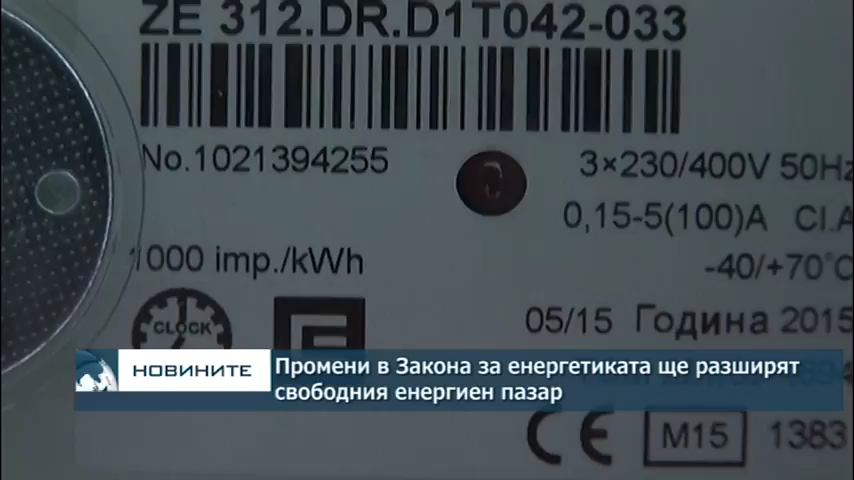 ZE 312.DR.D1T042-033
No.1021394255
3×230/400V 50Hz
0,15-5(100)A Cl.A
1000 imp./kWh
-40/+70°C
CLOCK
05/15 Година 2015
НОВИНИТЕ
Промени в Закона за енергетиката ще разширят
свободния енергиен пазар
CE M15 1383